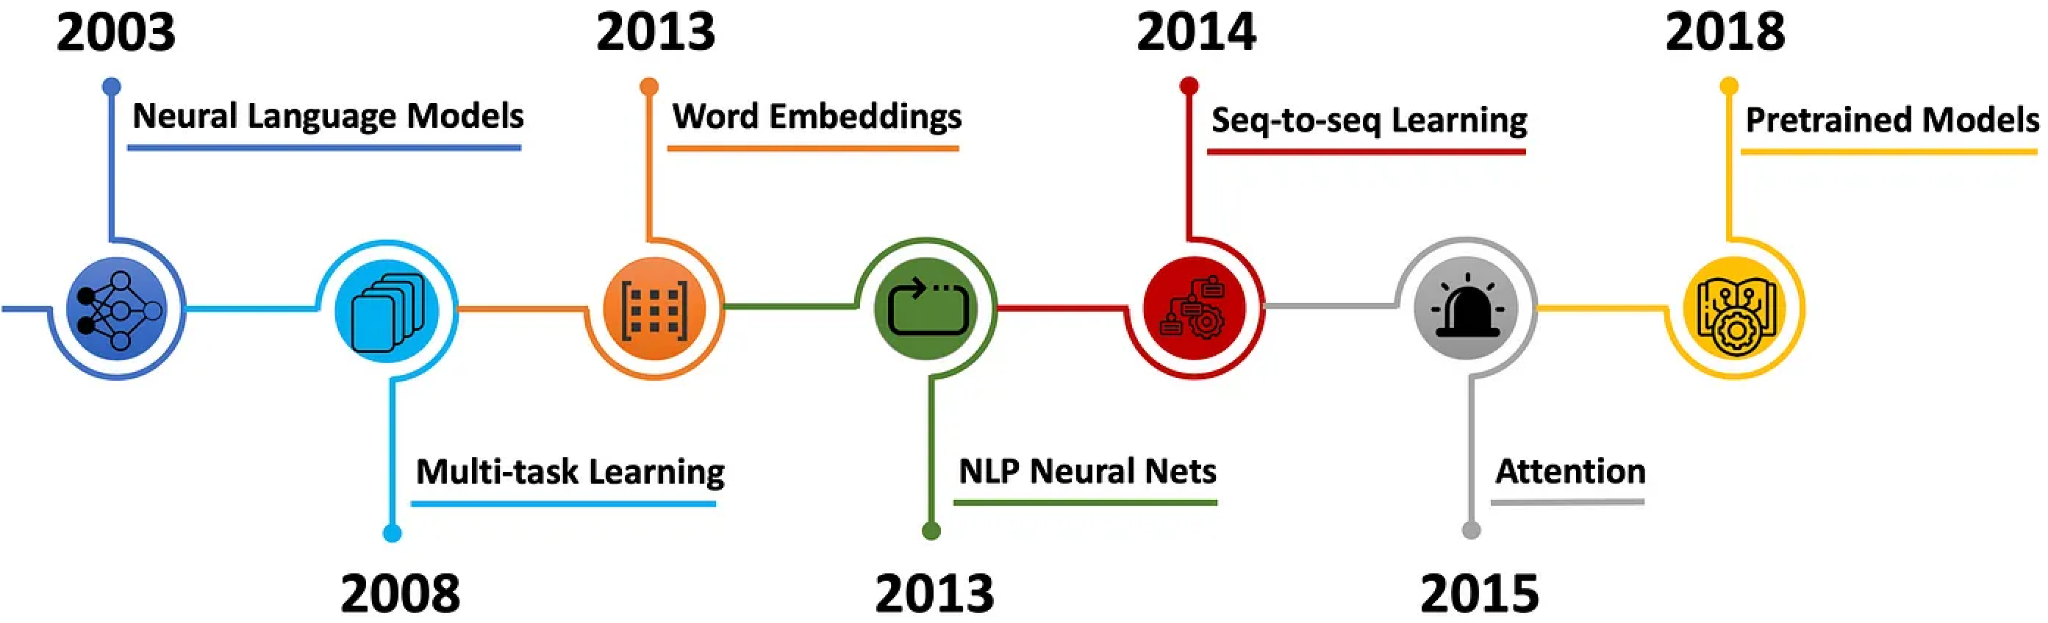 2003
Neural Language Models
2008
Multi-task Learning
2013
Word Embeddings
2013
NLP Neural Nets
2014
Seq-to-seq Learning
2015
Attention
2018
Pretrained Models